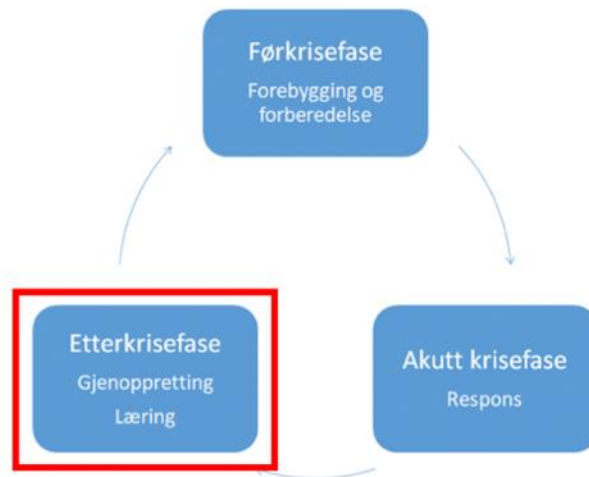 Førkrisefase
Forebygging og
forberedelse
Etterkrisefase
Gjenoppretting
Læring
Akutt krisefase
Respons